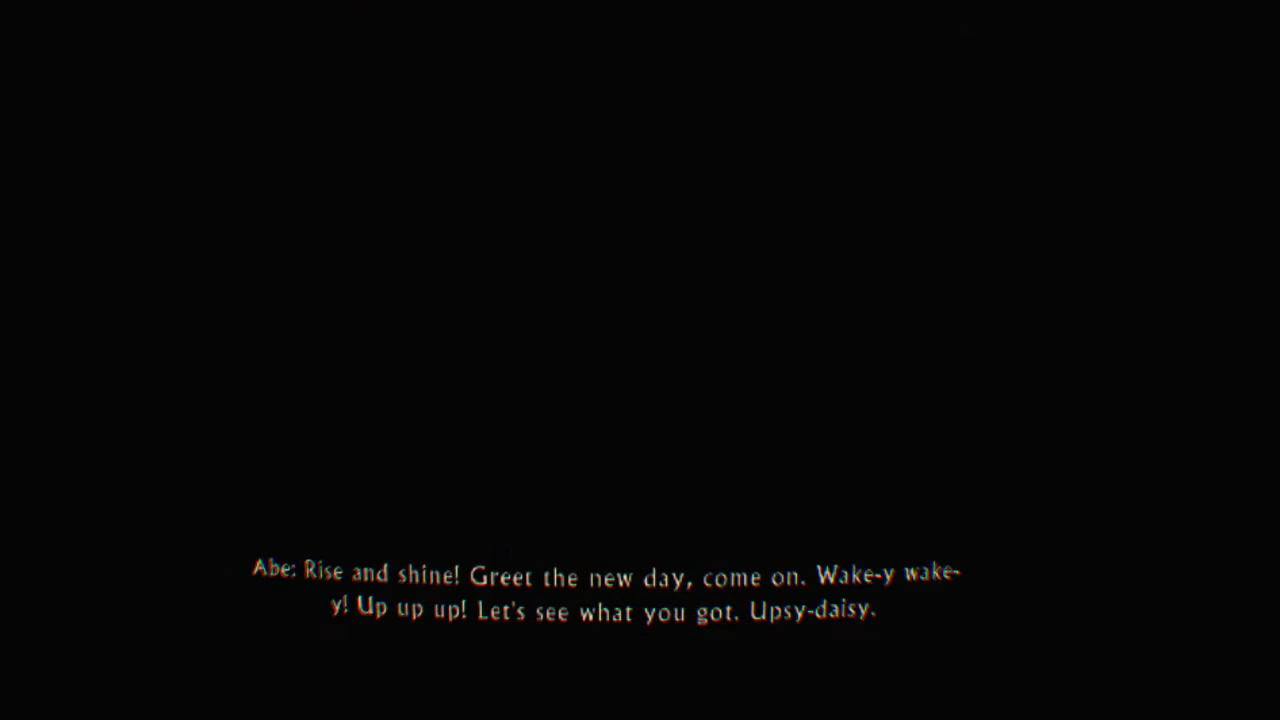 Abe: Rise and shine! Greet the new day, come on. Wake-y wake-
y! Up up up! Let's see what you got. Upsy-daisy.